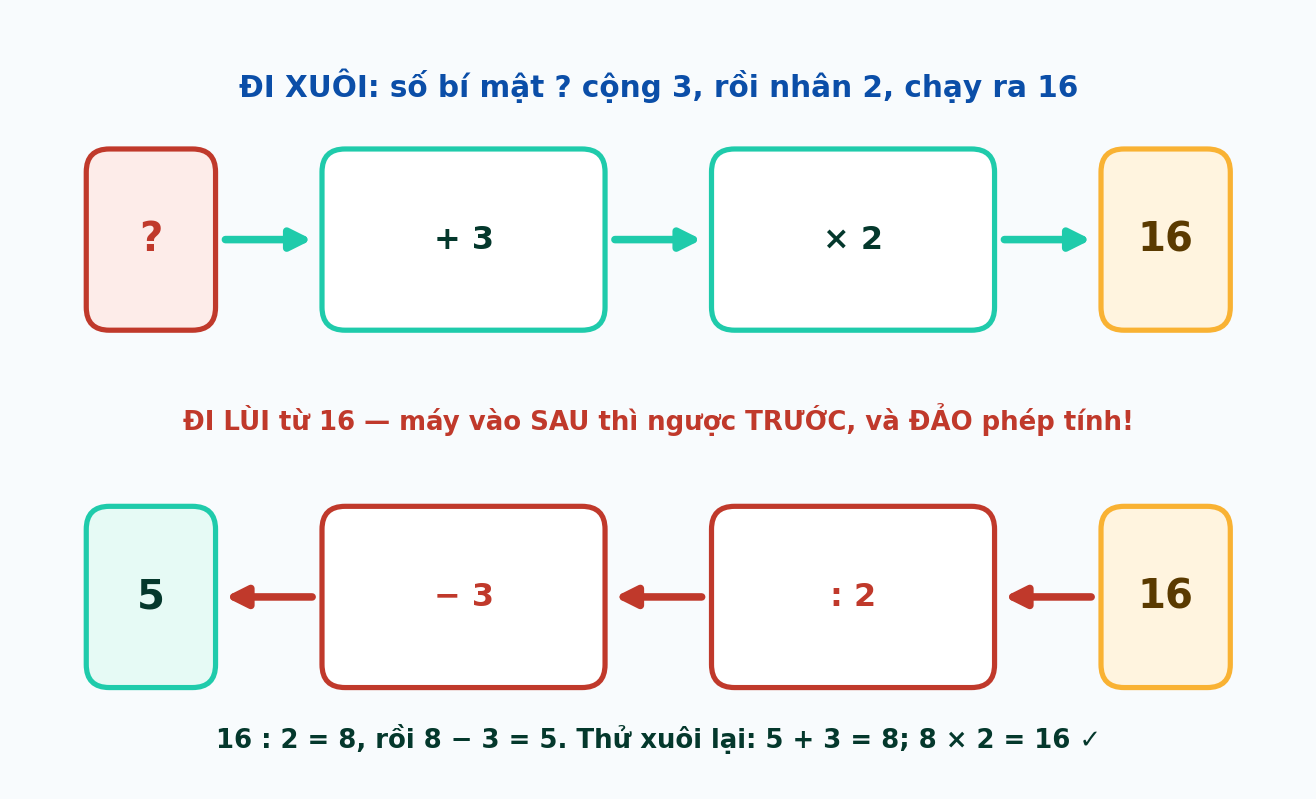 ĐI XUÔI: số bí mật ? cộng 3, rồi nhân 2, chạy ra 16
? + 3 × 2 16
ĐI LÙI từ 16 — máy vào SAU thì ngược TRƯỚC, và ĐẢO phép tính!
5 − 3 : 2 16
16 : 2 = 8, rồi 8 − 3 = 5. Thử xuôi lại: 5 + 3 = 8; 8 × 2 = 16 ✓